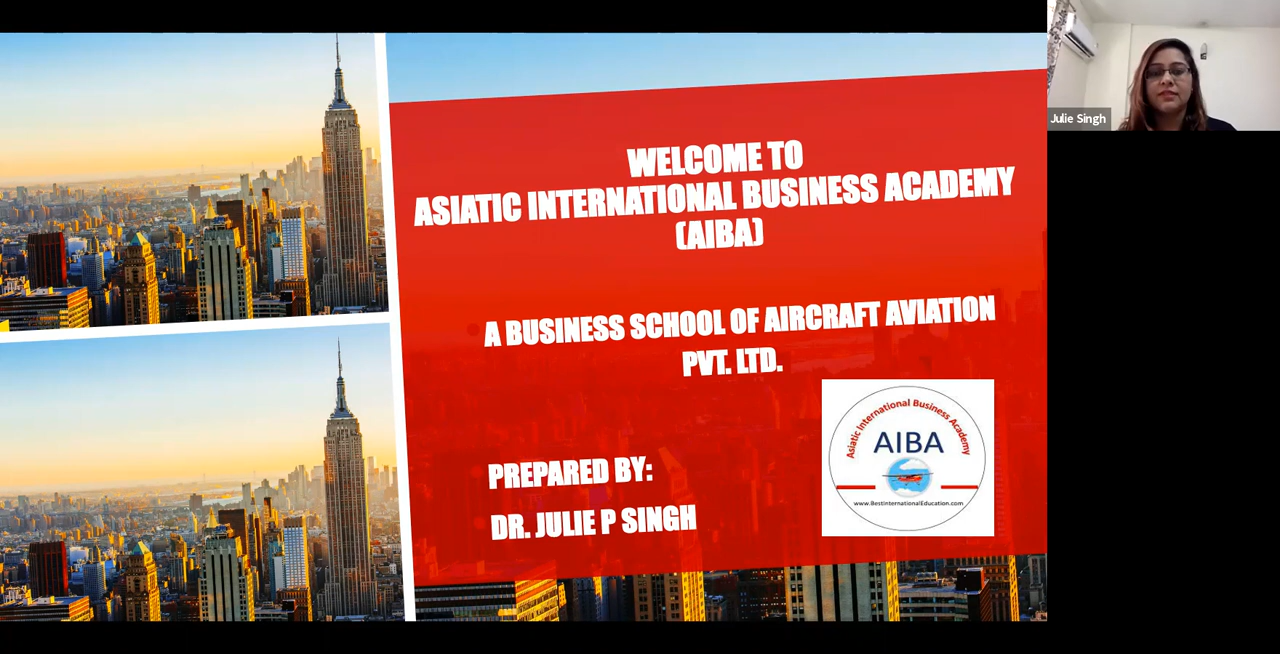 WELCOME TO
ASIATIC INTERNATIONAL BUSINESS ACADEMY
(AIBA)
A BUSINESS SCHOOL OF AIRCRAFT AVIATION
PVT. LTD.
PREPARED BY:
DR. JULIE P SINGH
Asiatic International Business Academy
AIBA
www.BestInternationalEducation.com
Julie Singh